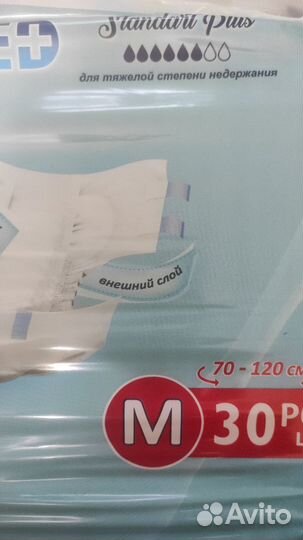 Standart Plus
для тяжелой степени недержания
внешний слой
70 - 120 см
M 30
Avito